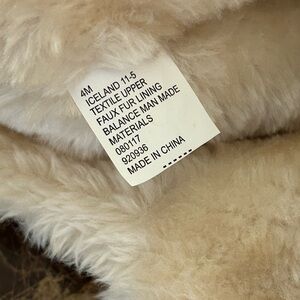 4M
ICELAND 11-5
TEXTILE UPPER
FAUX FUR LINING
BALANCE MAN MADE
MATERIALS
080117
920936
MADE IN CHINA